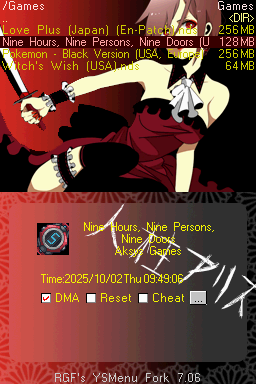 /Games Games
.. <DIR>
Love Plus (Japan) (En-Patch).nds 256MB
Nine Hours, Nine Persons, Nine Doors (U 128MB
Pokemon - Black Version (USA, Europe) 256MB
Witch's Wish (USA).nds 64MB
Nine Hours, Nine Persons,
Nine Doors
Aksys Games
Time:2025/10/02Thu09:49:06
DMA Reset Cheat ...
RGF's YSMenu Fork 7.06